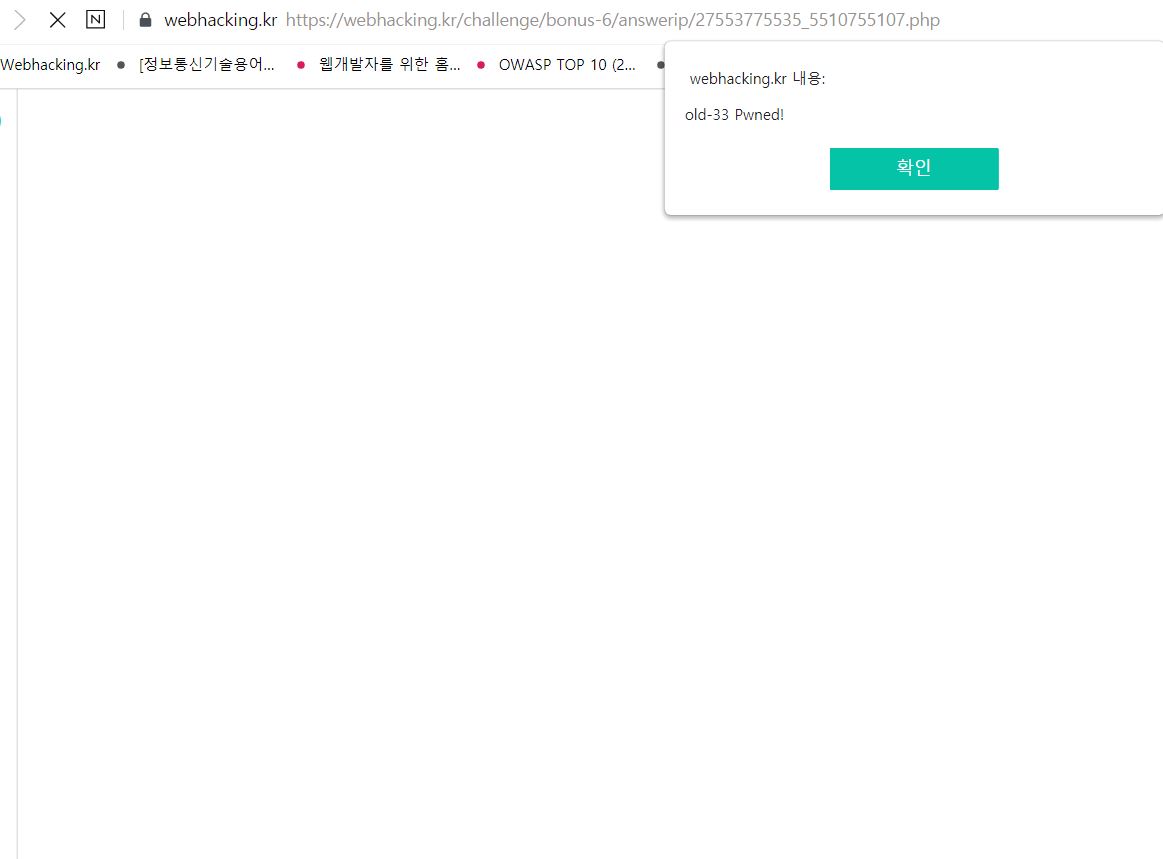 webhacking.kr https://webhacking.kr/challenge/bonus-6/answerip/27553775535_5510755107.php
Webhacking.kr ● [정보통신기술용어... ● 웹개발자를 위한 홈... ● OWASP TOP 10 (2... ●
webhacking.kr 내용:
old-33 Pwned!
확인